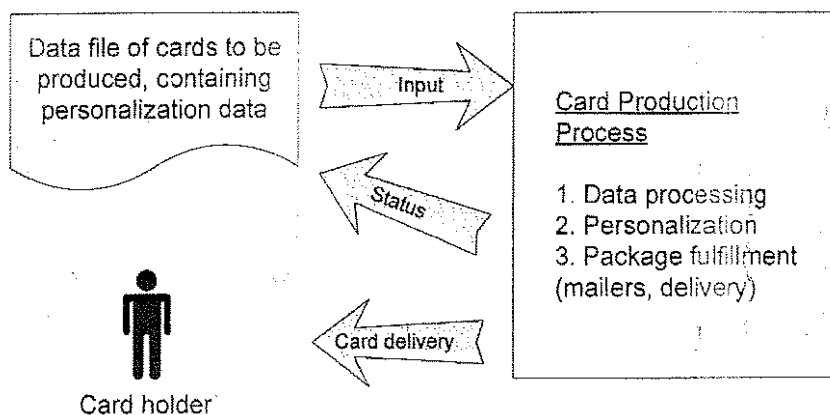 Data file of cards to be
produced, containing
personalization data
Input
Status
Card delivery
Card holder
Card Production
Process
1. Data processing
2. Personalization
3. Package fulfillment
(mailers, delivery)